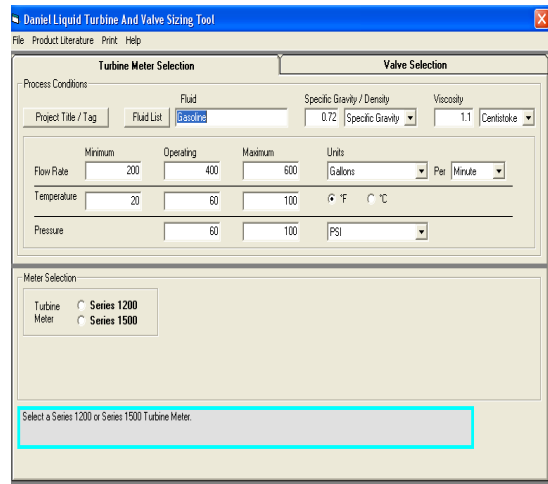 Daniel Liquid Turbine And Valve Sizing Tool
File Product Literature Print Help
Turbine Meter Selection Valve Selection
Process Conditions
Fluid Specific Gravity / Density Viscosity
Project Title / Tag Fluid List Gasoline 0.72 Specific Gravity 1.1 Centistoke
Minimum Operating Maximum Units
Flow Rate 200 400 600 Gallons Per Minute
Temperature 20 60 100 °F °C
Pressure 60 100 PSI
Meter Selection
Turbine Series 1200
Meter Series 1500
Select a Series 1200 or Series 1500 Turbine Meter.